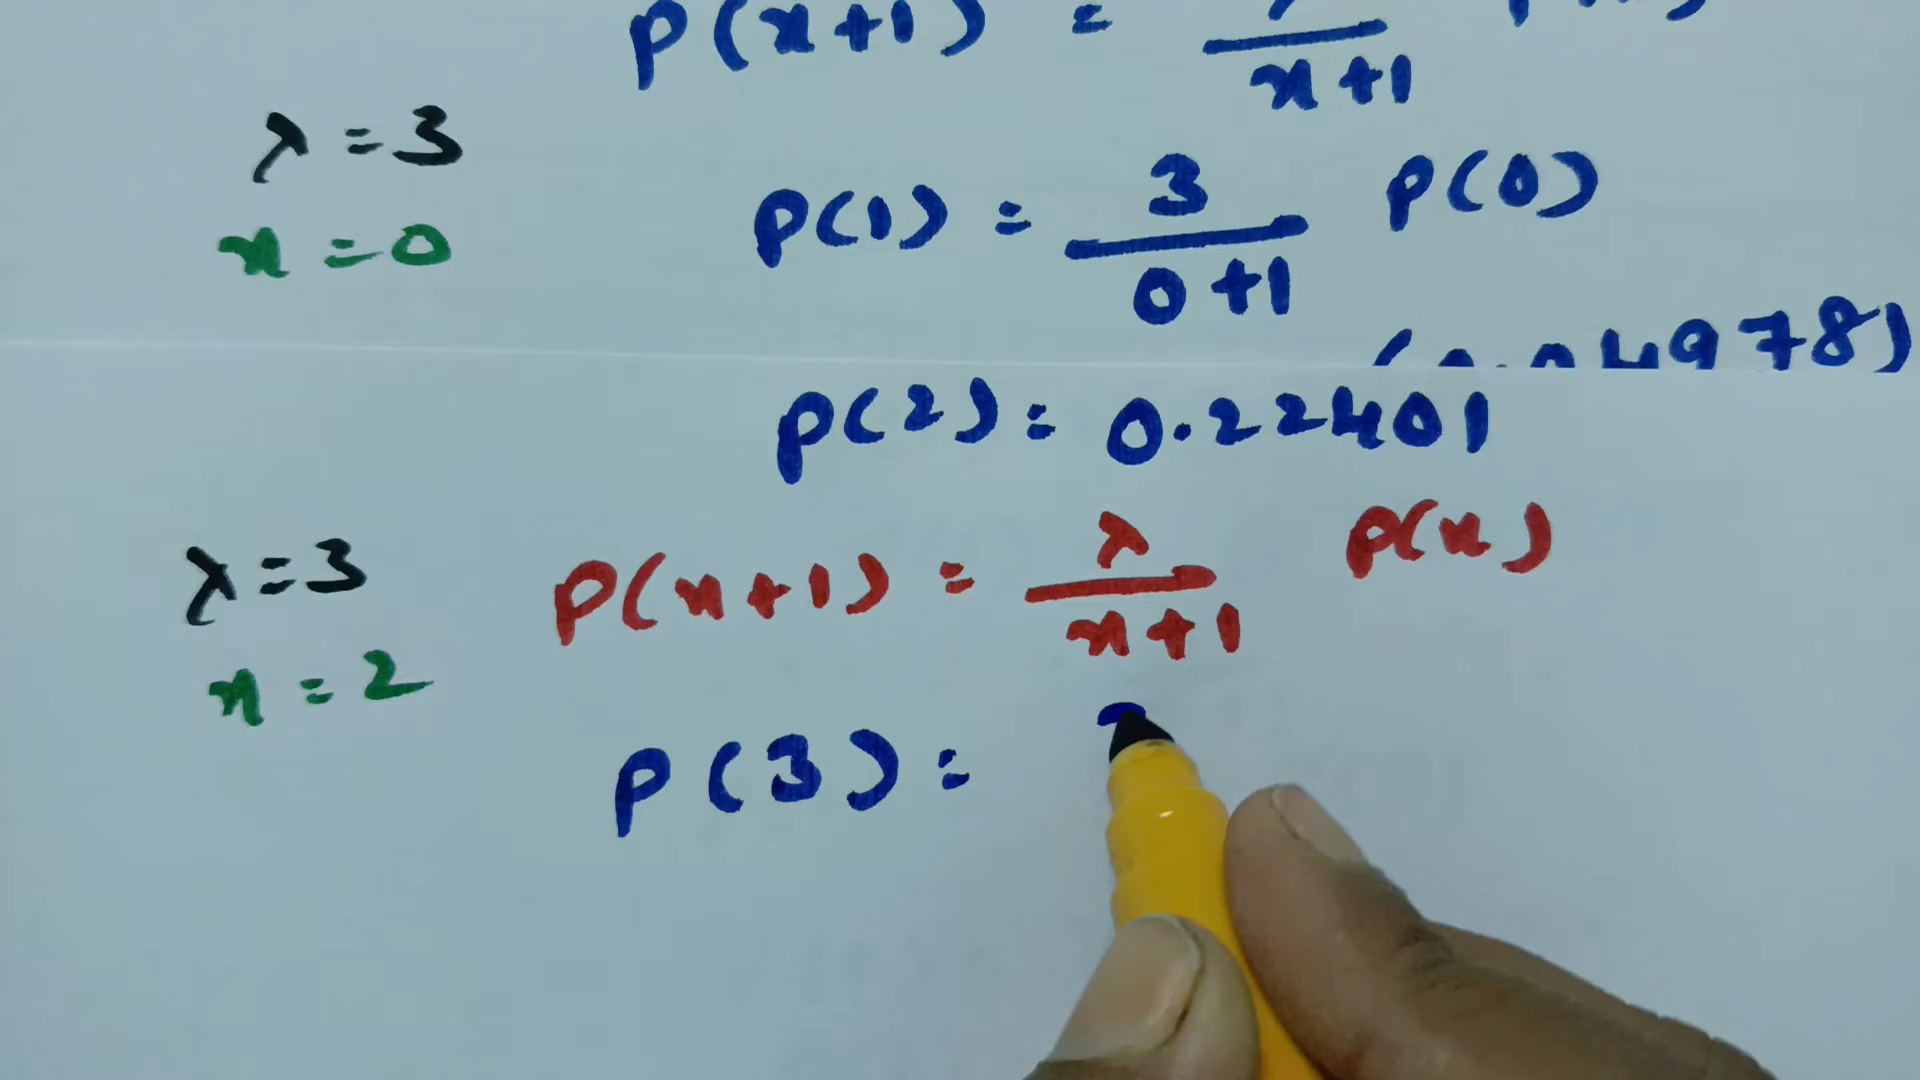 P(x+1) = λ/x+1
λ = 3
x = 0
P(1) = 3/0+1 P(0)
P(2) = 0.22401
λ = 3
x = 2
P(x+1) = λ/x+1 P(x)
P(3) =